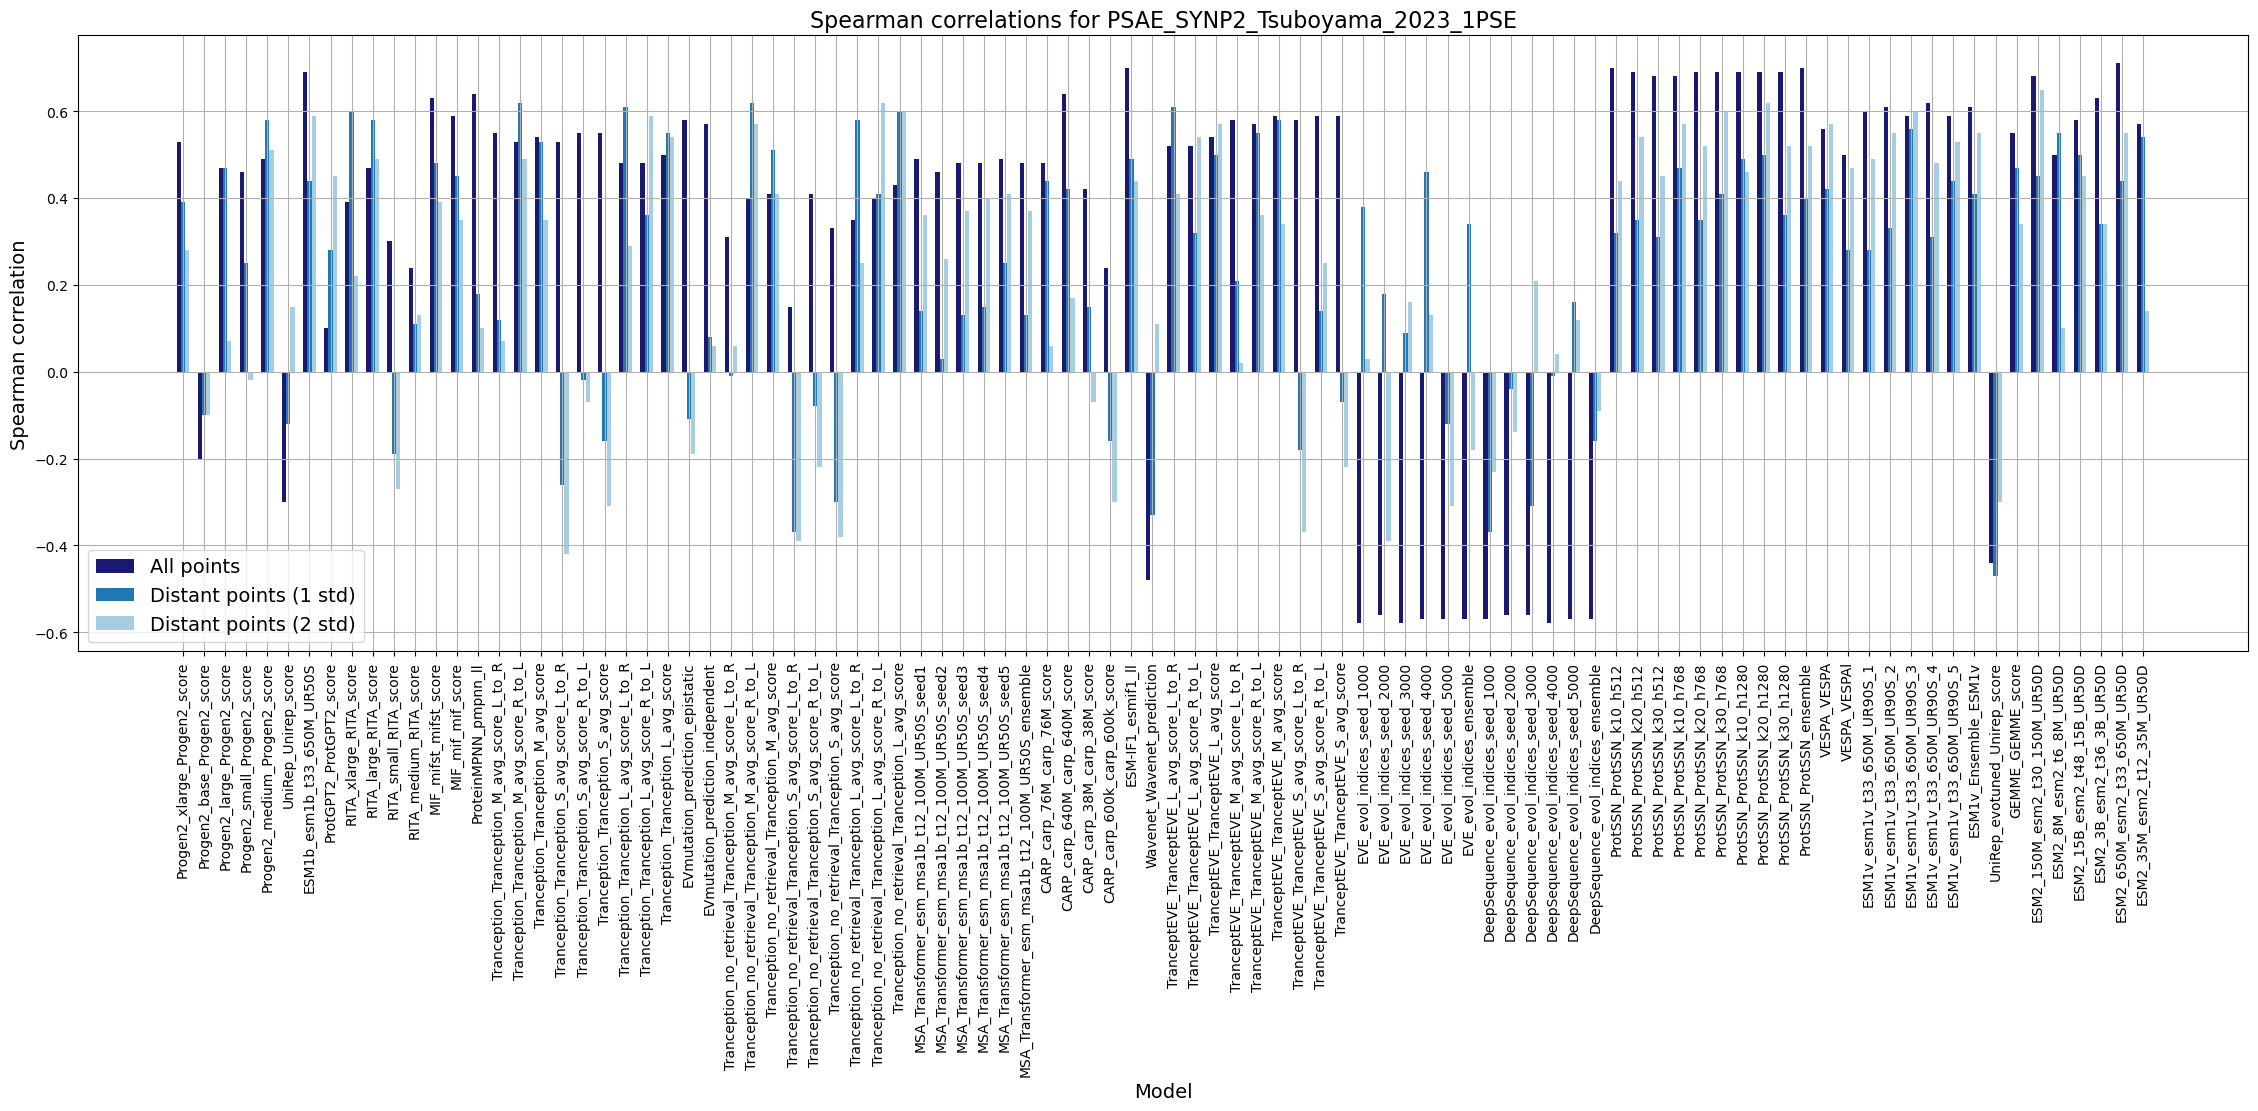 Spearman correlations for PSAE_SYNP2_Tsuboyama_2023_1PSE
Spearman correlation
0.6
0.4
0.2
0.0
−0.2
−0.4
−0.6
All points
Distant points (1 std)
Distant points (2 std)
Progen2_xlarge_Progen2_score
Progen2_base_Progen2_score
Progen2_large_Progen2_score
Progen2_small_Progen2_score
Progen2_medium_Progen2_score
UniRep_Unirep_score
ESM1b_esm1b_t33_650M_UR50S
ProtGPT2_ProtGPT2_score
RITA_xlarge_RITA_score
RITA_large_RITA_score
RITA_small_RITA_score
RITA_medium_RITA_score
MIF_mifst_mifst_score
MIF_mif_mif_score
ProteinMPNN_pmpnn_ll
Tranception_Tranception_M_avg_score_L_to_R
Tranception_Tranception_M_avg_score_R_to_L
Tranception_Tranception_M_avg_score
Tranception_Tranception_S_avg_score_L_to_R
Tranception_Tranception_S_avg_score_R_to_L
Tranception_Tranception_S_avg_score
Tranception_Tranception_L_avg_score_L_to_R
Tranception_Tranception_L_avg_score_R_to_L
Tranception_Tranception_L_avg_score
EVmutation_prediction_epistatic
EVmutation_prediction_independent
Tranception_no_retrieval_Tranception_M_avg_score_L_to_R
Tranception_no_retrieval_Tranception_M_avg_score_R_to_L
Tranception_no_retrieval_Tranception_M_avg_score
Tranception_no_retrieval_Tranception_S_avg_score_L_to_R
Tranception_no_retrieval_Tranception_S_avg_score_R_to_L
Tranception_no_retrieval_Tranception_S_avg_score
Tranception_no_retrieval_Tranception_L_avg_score_L_to_R
Tranception_no_retrieval_Tranception_L_avg_score_R_to_L
Tranception_no_retrieval_Tranception_L_avg_score
MSA_Transformer_esm_msa1b_t12_100M_UR50S_seed1
MSA_Transformer_esm_msa1b_t12_100M_UR50S_seed2
MSA_Transformer_esm_msa1b_t12_100M_UR50S_seed3
MSA_Transformer_esm_msa1b_t12_100M_UR50S_seed4
MSA_Transformer_esm_msa1b_t12_100M_UR50S_seed5
MSA_Transformer_esm_msa1b_t12_100M_UR50S_ensemble
CARP_carp_76M_carp_76M_score
CARP_carp_640M_carp_640M_score
CARP_carp_38M_carp_38M_score
CARP_carp_600k_carp_600k_score
ESM-IF1_esmif1_ll
Wavenet_Wavenet_prediction
TranceptEVE_TranceptEVE_L_avg_score_L_to_R
TranceptEVE_TranceptEVE_L_avg_score_R_to_L
TranceptEVE_TranceptEVE_L_avg_score
TranceptEVE_TranceptEVE_M_avg_score_L_to_R
TranceptEVE_TranceptEVE_M_avg_score_R_to_L
TranceptEVE_TranceptEVE_M_avg_score
TranceptEVE_TranceptEVE_S_avg_score_L_to_R
TranceptEVE_TranceptEVE_S_avg_score_R_to_L
TranceptEVE_TranceptEVE_S_avg_score
EVE_evol_indices_seed_1000
EVE_evol_indices_seed_2000
EVE_evol_indices_seed_3000
EVE_evol_indices_seed_4000
EVE_evol_indices_seed_5000
EVE_evol_indices_ensemble
DeepSequence_evol_indices_seed_1000
DeepSequence_evol_indices_seed_2000
DeepSequence_evol_indices_seed_3000
DeepSequence_evol_indices_seed_4000
DeepSequence_evol_indices_seed_5000
DeepSequence_evol_indices_ensemble
ProtSSN_ProtSSN_k10_h512
ProtSSN_ProtSSN_k20_h512
ProtSSN_ProtSSN_k30_h512
ProtSSN_ProtSSN_k10_h768
ProtSSN_ProtSSN_k20_h768
ProtSSN_ProtSSN_k30_h768
ProtSSN_ProtSSN_k10_h1280
ProtSSN_ProtSSN_k20_h1280
ProtSSN_ProtSSN_k30_h1280
ProtSSN_ProtSSN_ensemble
VESPA_VESPA
VESPA_VESPAl
ESM1v_esm1v_t33_650M_UR90S_1
ESM1v_esm1v_t33_650M_UR90S_2
ESM1v_esm1v_t33_650M_UR90S_3
ESM1v_esm1v_t33_650M_UR90S_4
ESM1v_esm1v_t33_650M_UR90S_5
ESM1v_Ensemble_ESM1v
UniRep_evotuned_Unirep_score
GEMME_GEMME_score
ESM2_150M_esm2_t30_150M_UR50D
ESM2_8M_esm2_t6_8M_UR50D
ESM2_15B_esm2_t48_15B_UR50D
ESM2_3B_esm2_t36_3B_UR50D
ESM2_650M_esm2_t33_650M_UR50D
ESM2_35M_esm2_t12_35M_UR50D
Model